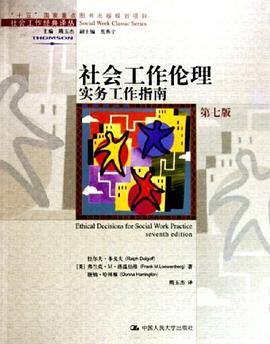 “十五”国家重点图书出版规划项目
社会工作经典译丛 Social Work Classic Series
主编 隋玉杰 副主编 范燕宁
THOMSON
社会工作伦理
实务工作指南
第七版
Ethical Decisions for Social Work Practice
seventh edition
拉尔夫·多戈夫 (Ralph Dolgoff)
[美] 弗兰克·M·洛温伯格 (Frank M.Loewenberg) 著
唐纳·哈林顿 (Donna Harrington)
隋玉杰 译
中国人民大学出版社